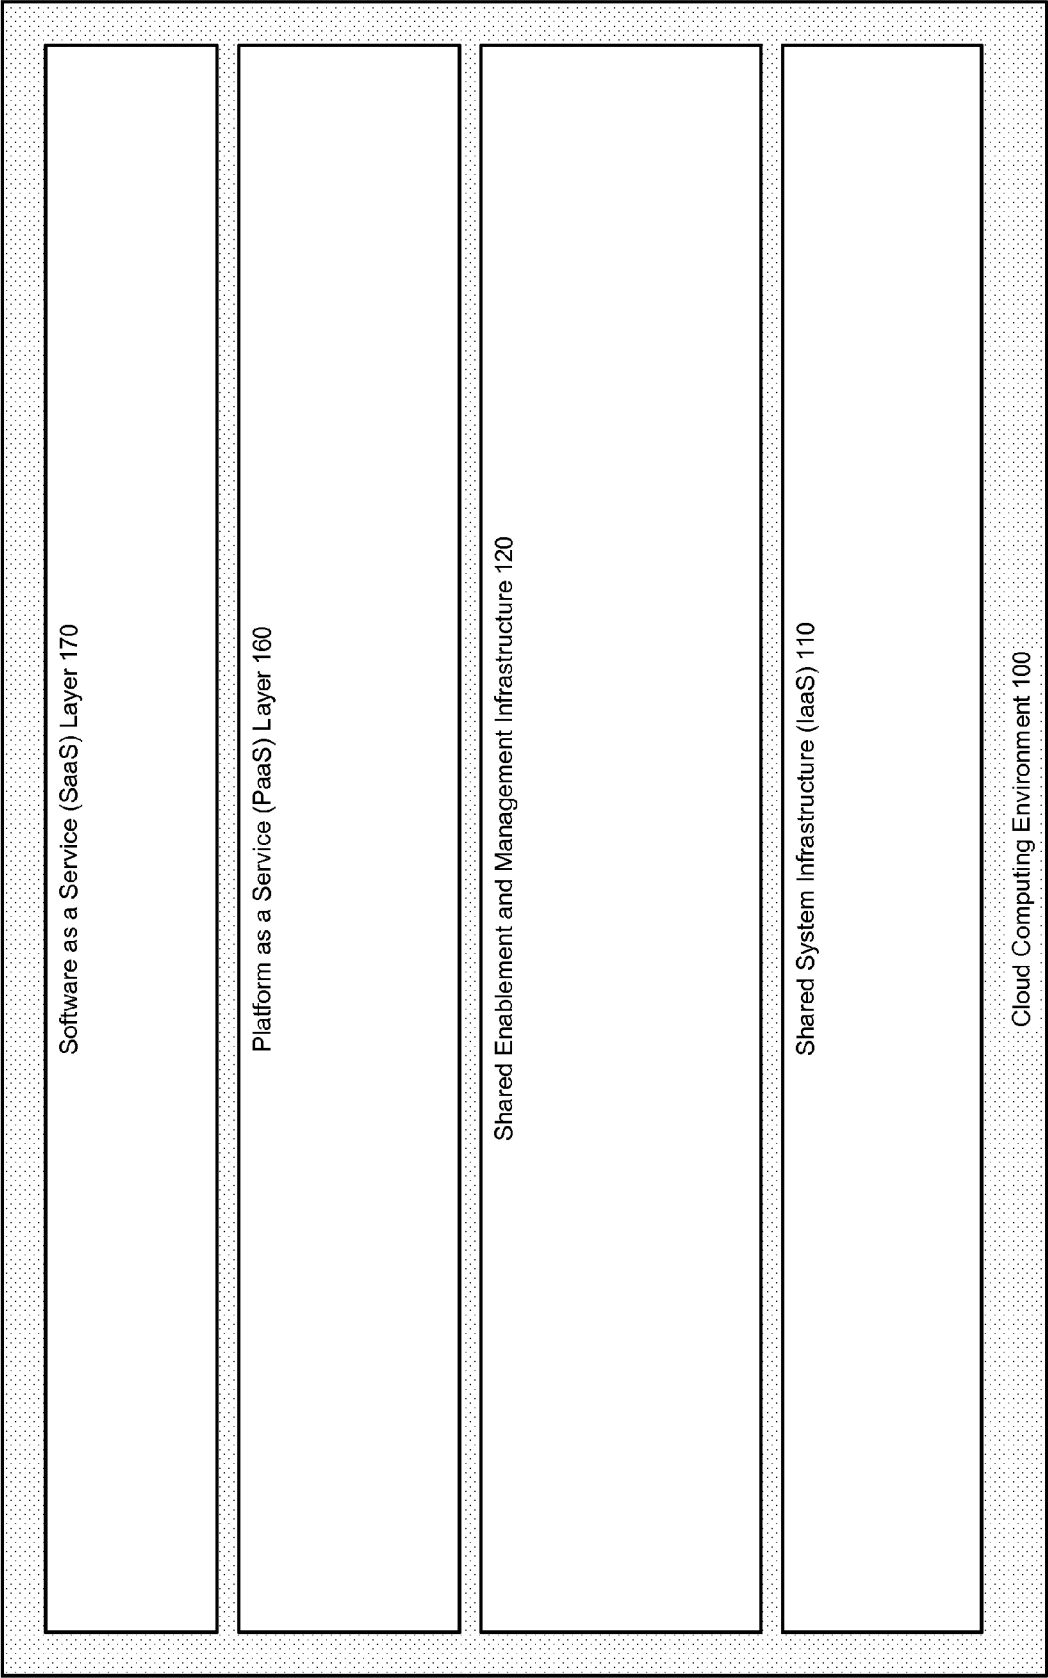 Software as a Service (SaaS) Layer 170
Platform as a Service (PaaS) Layer 160
Shared Enablement and Management Infrastructure 120
Shared System Infrastructure (IaaS) 110
Cloud Computing Environment 100